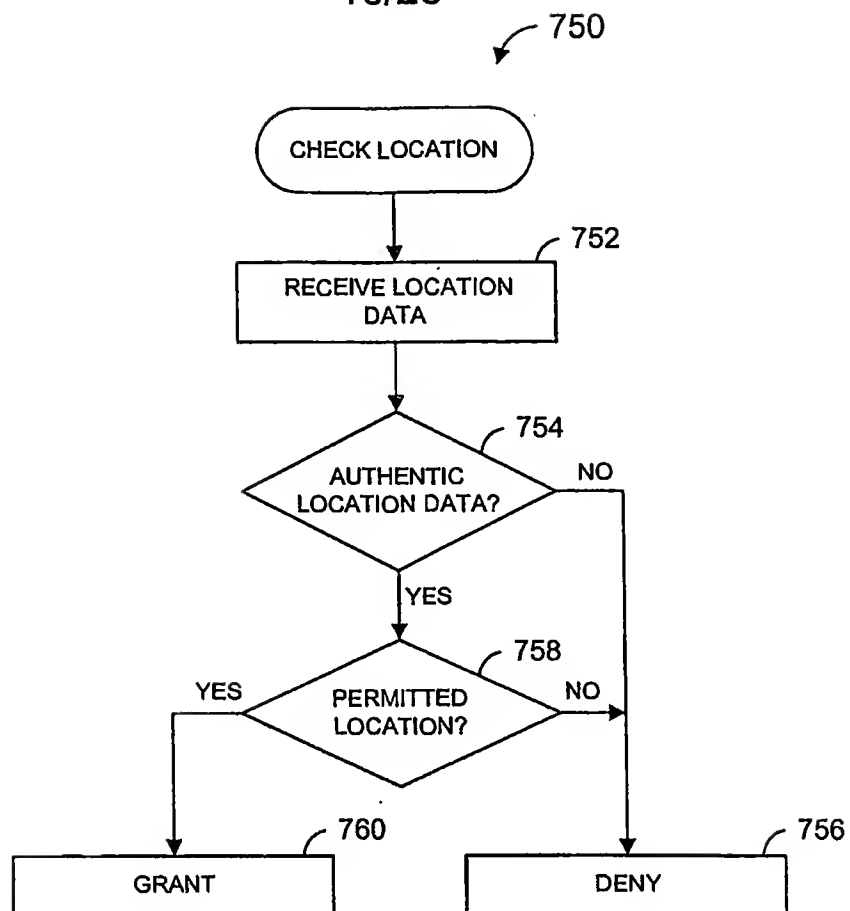 750
CHECK LOCATION
752
RECEIVE LOCATION
DATA
754
AUTHENTIC
LOCATION DATA?
NO
YES
758
YES
PERMITTED
LOCATION?
NO
760
756
GRANT
DENY